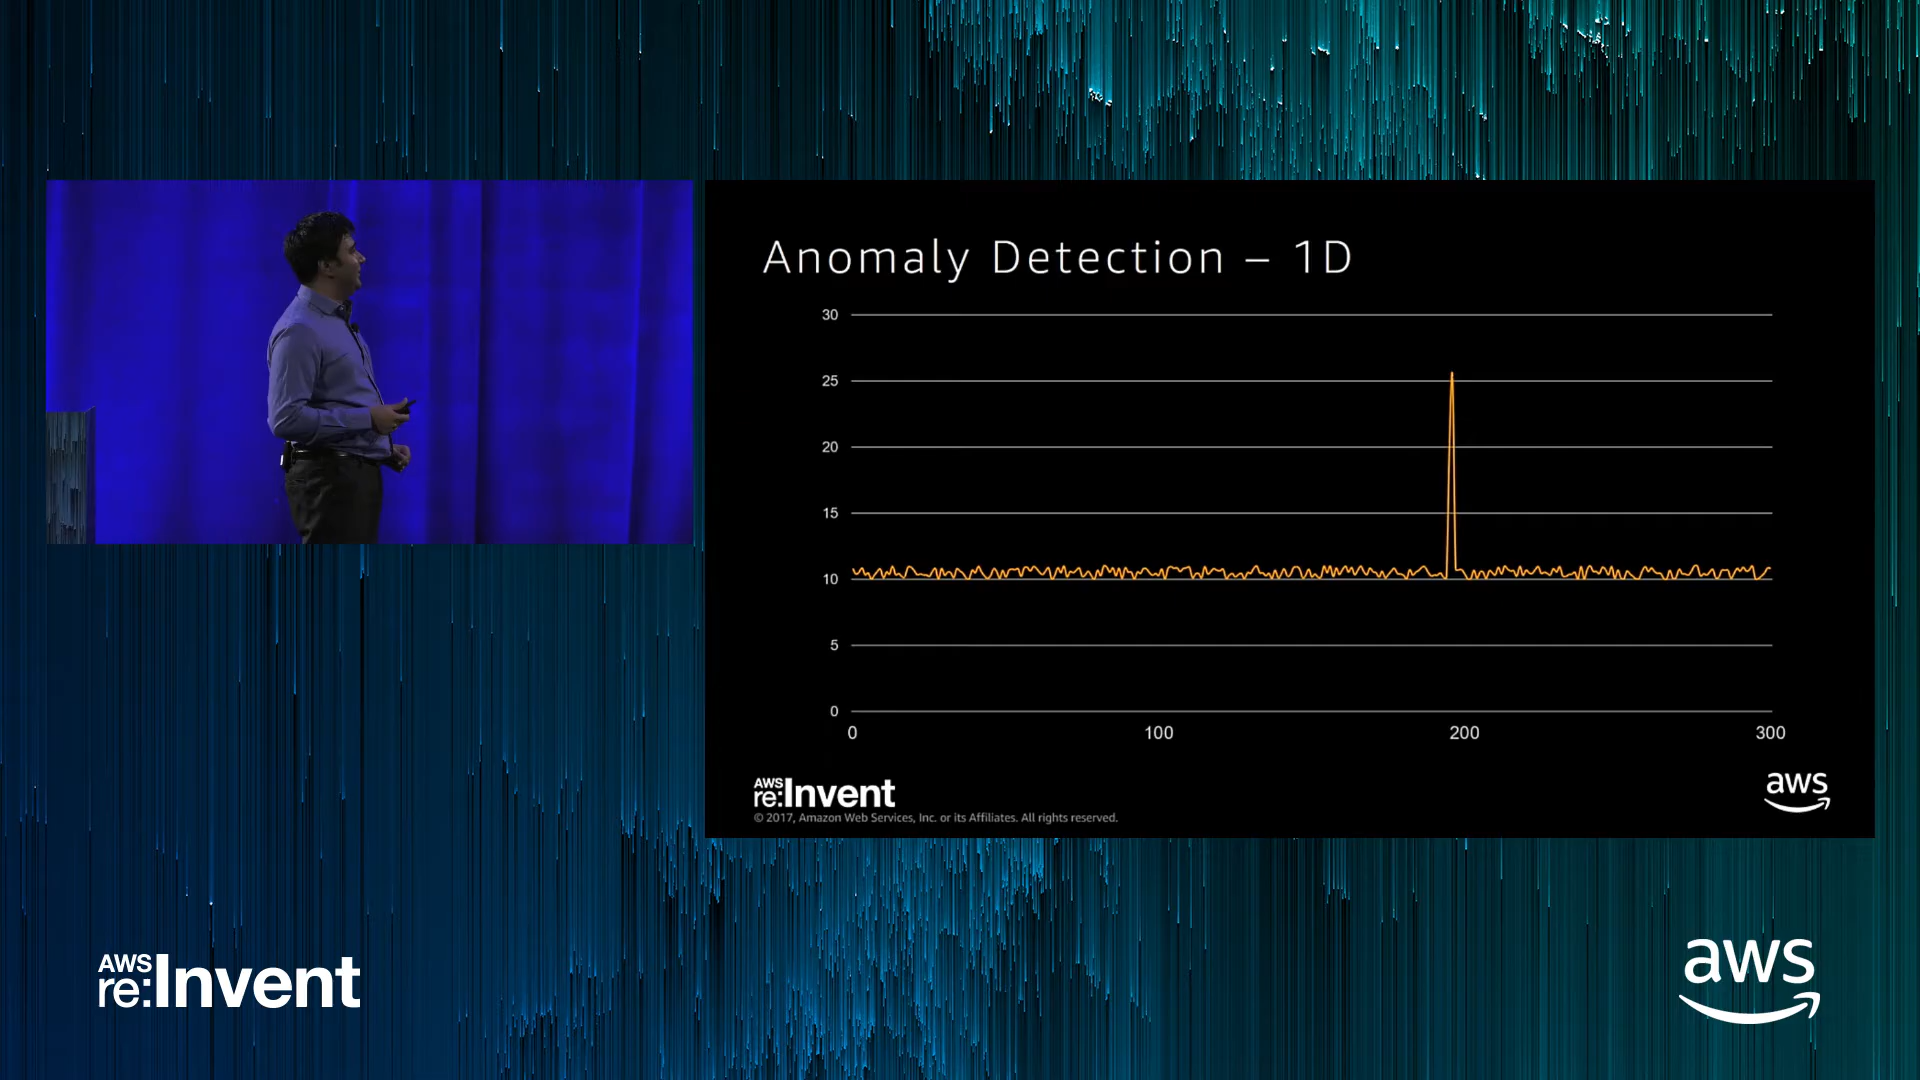 Anomaly Detection – 1D
30
25
20
15
10
5
0
0 100 200 300
AWS
re:Invent
aws
© 2017, Amazon Web Services, Inc. or its Affiliates. All rights reserved.
AWS
re:Invent
aws